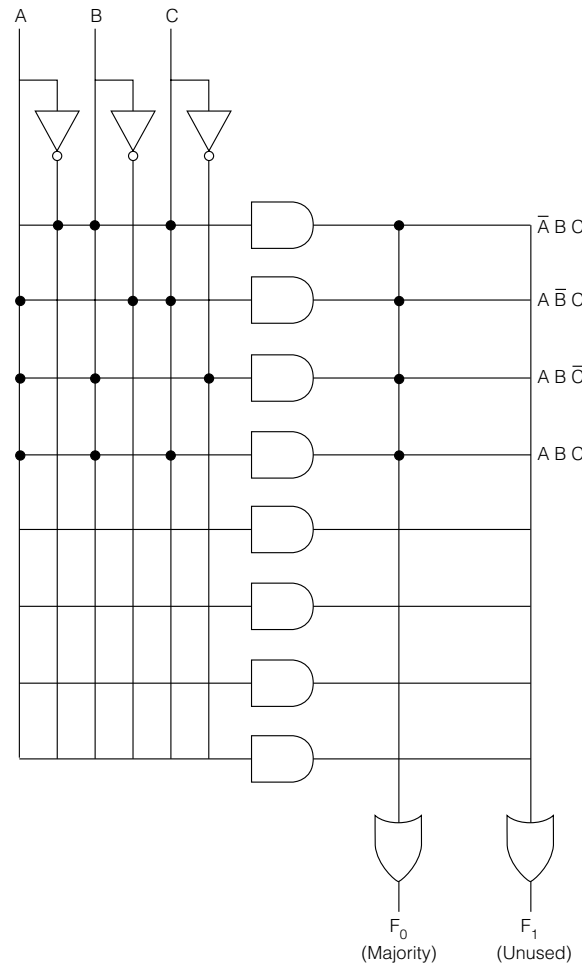 A B C
A̅ B C
A B̅ C
A B C̅
A B C
F₀ F₁
(Majority) (Unused)